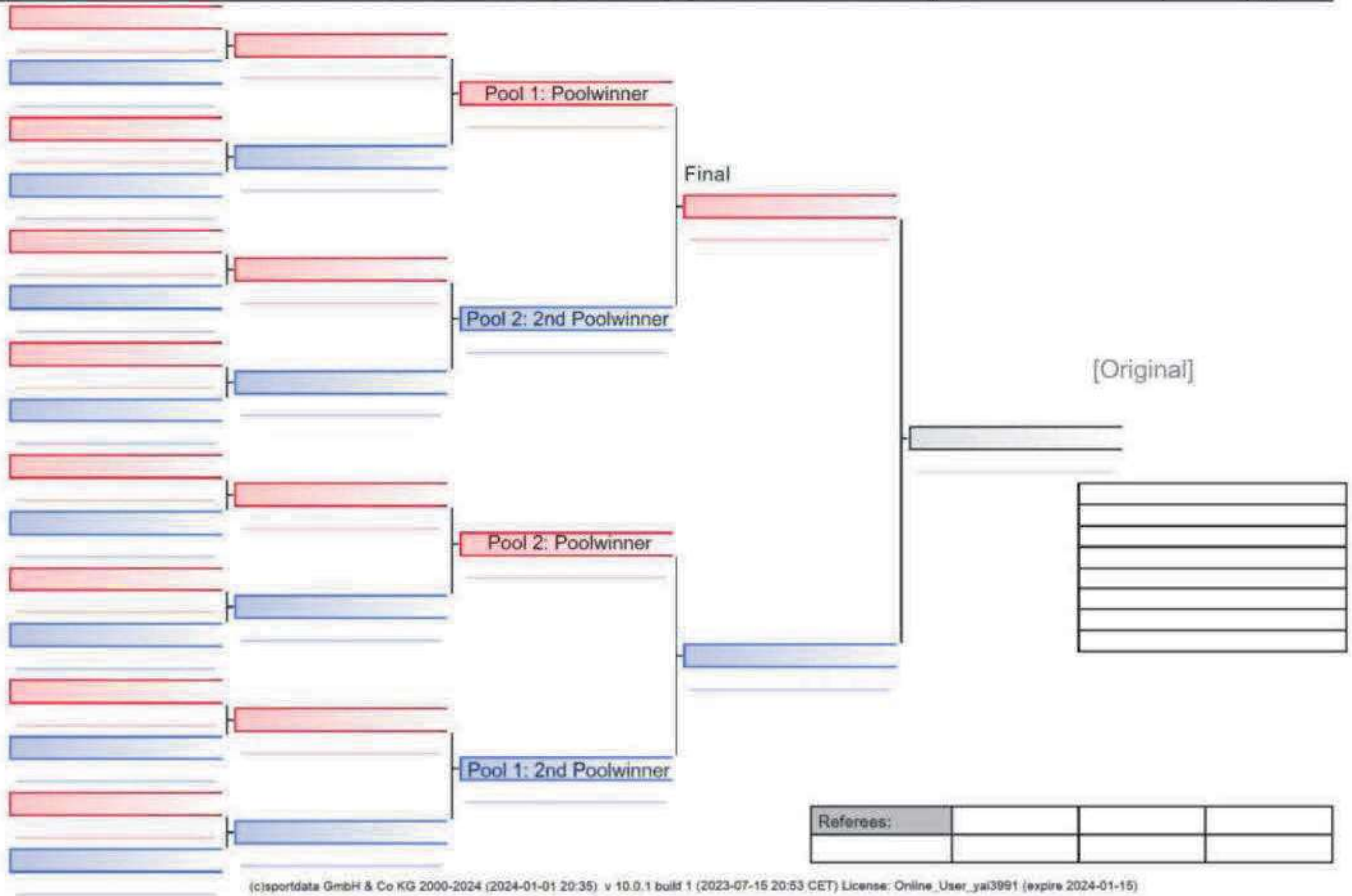 Pool 1: Poolwinner
Final
Pool 2: 2nd Poolwinner
[Original]
Pool 2: Poolwinner
Pool 1: 2nd Poolwinner
Referees:
(c)sportdata GmbH & Co KG 2000-2024 (2024-01-01 20:35) v 10.0.1 build 1 (2023-07-15 20:53 CET) License: Online_User_yai3991 (expire 2024-01-15)